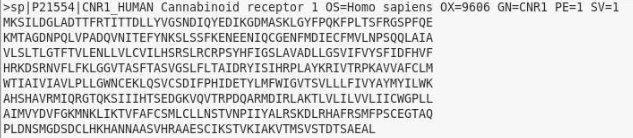 >sp|P21554|CNR1_HUMAN Cannabinoid receptor 1 OS=Homo sapiens OX=9606 GN=CNR1 PE=1 SV=1
MKSILDGLADTTFRTITTDLLYVGSNDIQYEDIKGDMASKLGYFPQKFPLTSFRGSPFQE
KMTAGDNPQLVPADQVNITEFYNKSLSSFKENEENIQCGENFMDIECFMVLNPSQQLAIA
VLSLTLGTFTVLENLLVLCVILHSRSLRCRPSYHFIGSLAVADLLGSVIFVYSFIDFHVF
HRKDSRNVFLFKLGGVTASFTASVGSLFLTAIDRYISIHRPLAYKRIVTRPKAVVAFCLM
WTIAIVIAVLPLLGWNCEKLQSVCSDIFPHIDETYLMFWIGVTSVLLLFIVYAYMYILWK
AHSHAVRMIQRGTQKSIIIHTSEDGKVQVTRPDQARMDIRLAKTLVLILVVLIICWGPLL
AIMVYDVFGKMNKLIKTVFAFCSMLCLLNSTVNPIIYALRSKDLRHAFRSMFPSCEGTAQ
PLDNSMGDSDCLHKHANNAASVHRAAESCIKSTVKIAKVTMSVSTDTSAEAL